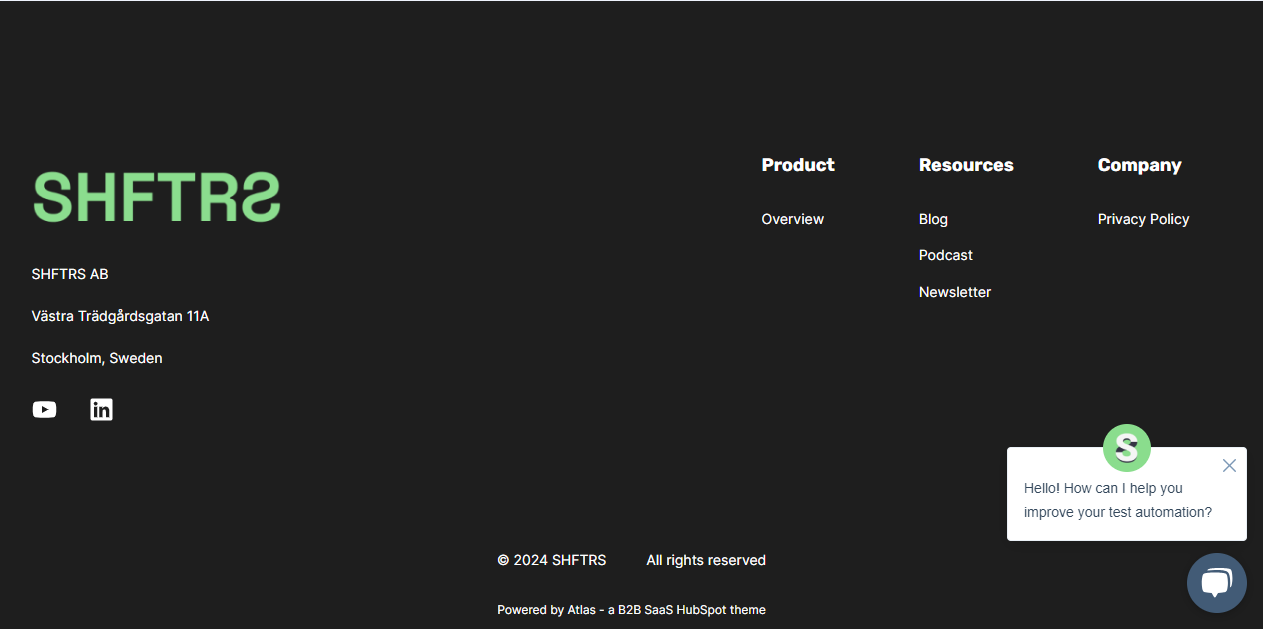 SHFTRS
SHFTRS AB
Västra Trädgårdsgatan 11A
Stockholm, Sweden
in
Product
Overview
Resources
Blog
Podcast
Newsletter
Company
Privacy Policy
S
Hello! How can I help you
improve your test automation?
© 2024 SHFTRS All rights reserved
Powered by Atlas - a B2B SaaS HubSpot theme